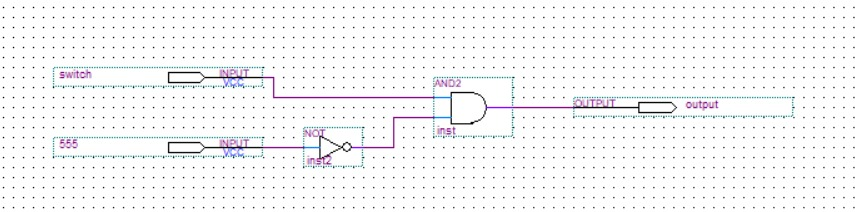 switch
INPUT
VCC
AND2
inst
OUTPUT
output
555
INPUT
VCC
NOT
inst2